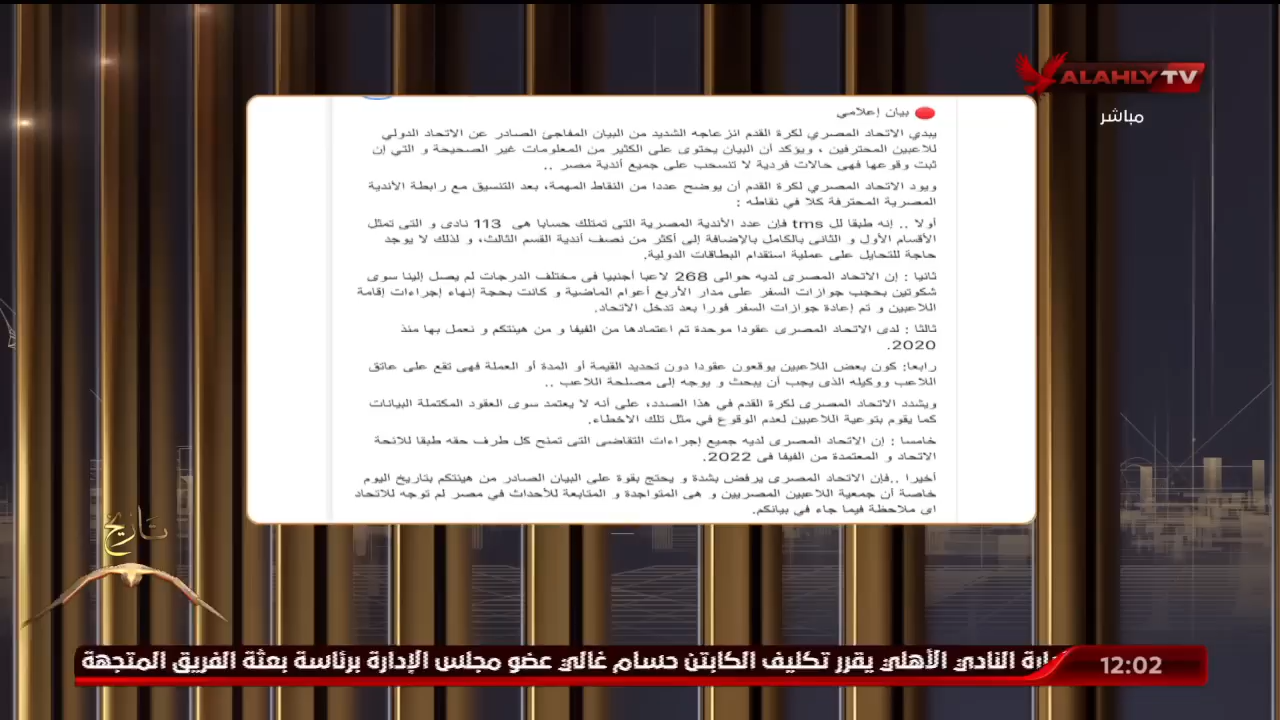 ALAHLY TV
مباشر
بيان إعلامي
يبدي الاتحاد المصري لكرة القدم انزعاجه الشديد من البيان المفاجئ الصادر عن الاتحاد الدولي
للاعبين المحترفين ، ويؤكد أن البيان يحتوى على الكثير من المعلومات غير الصحيحة و التي إن
ثبت وقوعها فهى حالات فردية لا تنسحب على جميع أندية مصر ..
ويود الاتحاد المصري لكرة القدم أن يوضح عددا من النقاط المهمة، بعد التنسيق مع رابطة الأندية
المصرية المحترفة كلا في نقاطه :
أولا .. إنه طبقا لل tms فإن عدد الأندية المصرية التى تمتلك حسابا هى 113 نادى و التى تمثل
الأقسام الأول و الثانى بالكامل بالإضافة إلى أكثر من نصف أندية القسم الثالث، و لذلك لا يوجد
حاجة للتحايل على عملية استقدام البطاقات الدولية.
ثانيا : إن الاتحاد المصرى لديه حوالى 268 لاعبا أجنبيا فى مختلف الدرجات لم يصل إلينا سوى
شكوتين بحجب جوازات السفر على مدار الأربع أعوام الماضية و كانت بحجة إنهاء إجراءات إقامة
اللاعبين و تم إعادة جوازات السفر فورا بعد تدخل الاتحاد.
ثالثا : لدى الاتحاد المصرى عقودا موحدة تم اعتمادها من الفيفا و من هيئتكم و نعمل بها منذ
2020.
رابعا: كون بعض اللاعبين يوقعون عقودا دون تحديد القيمة أو المدة أو العملة فهى تقع على عاتق
اللاعب ووكيله الذى يجب أن يبحث و يوجه إلى مصلحة اللاعب ..
ويشدد الاتحاد المصرى لكرة القدم في هذا الصدد، على أنه لا يعتمد سوى العقود المكتملة البيانات
كما يقوم بتوعية اللاعبين لعدم الوقوع في مثل تلك الاخطاء.
خامسا : إن الاتحاد المصرى لديه جميع إجراءات التقاضى التى تمنح كل طرف حقه طبقا للائحة
الاتحاد و المعتمدة من الفيفا فى 2022.
أخيرا ..فإن الاتحاد المصرى يرفض بشدة و يحتج بقوة على البيان الصادر من هيئتكم بتاريخ اليوم
خاصة أن جمعية اللاعبين المصريين و هى المتواجدة و المتابعة للأحداث في مصر لم توجه للاتحاد
اى ملاحظة فيما جاء في بيانكم.
تاريخ
النادي الأهلي يقرر تكليف الكابتن حسام غالي عضو مجلس الإدارة برئاسة بعثة الفريق المتجهة
12:02